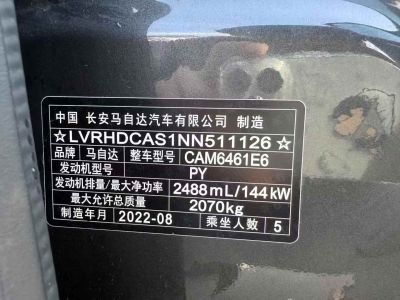 中国 长安马自达汽车有限公司 制造
☆LVRHDCAS1NN511126☆
品牌 马自达 整车型号 CAM6461E6
发动机型号 PY
发动机排量/最大净功率 2488mL/144kW
最大允许总质量 2070kg
制造年月 2022-08 乘坐人数 5